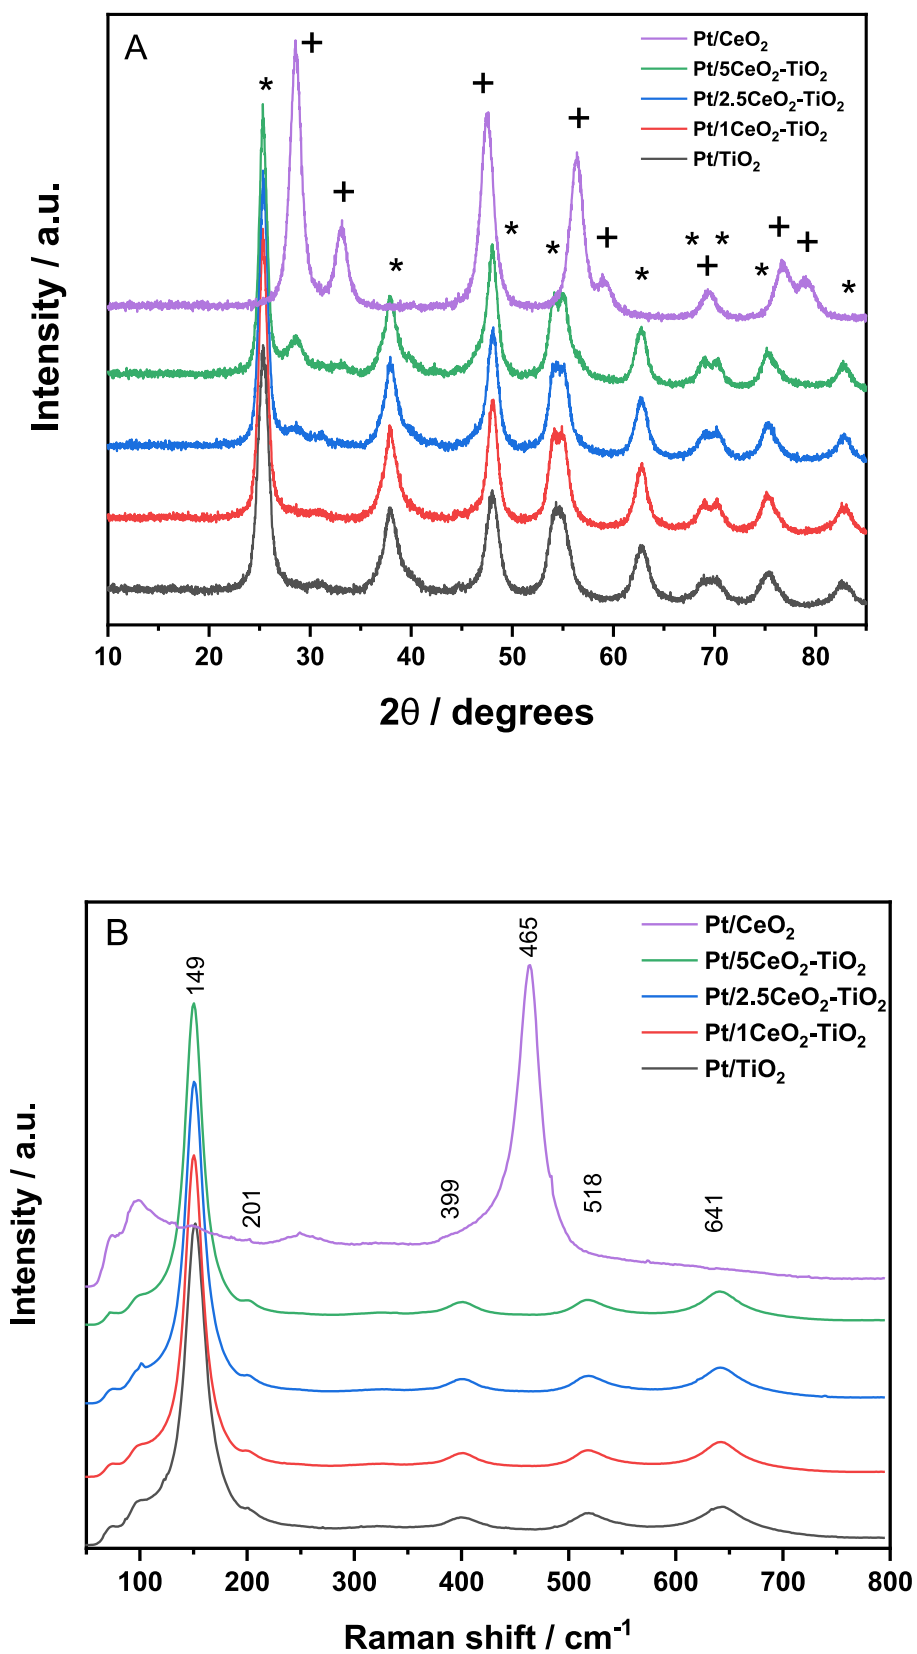 A
Pt/CeO₂
Pt/5CeO₂-TiO₂
Pt/2.5CeO₂-TiO₂
Pt/1CeO₂-TiO₂
Pt/TiO₂
* + + + + * * + * * + * * + + * *
Intensity / a.u.
10 20 30 40 50 60 70 80
2θ / degrees
B
Pt/CeO₂
Pt/5CeO₂-TiO₂
Pt/2.5CeO₂-TiO₂
Pt/1CeO₂-TiO₂
Pt/TiO₂
149
201
399
465
518
641
Intensity / a.u.
100 200 300 400 500 600 700 800
Raman shift / cm⁻¹